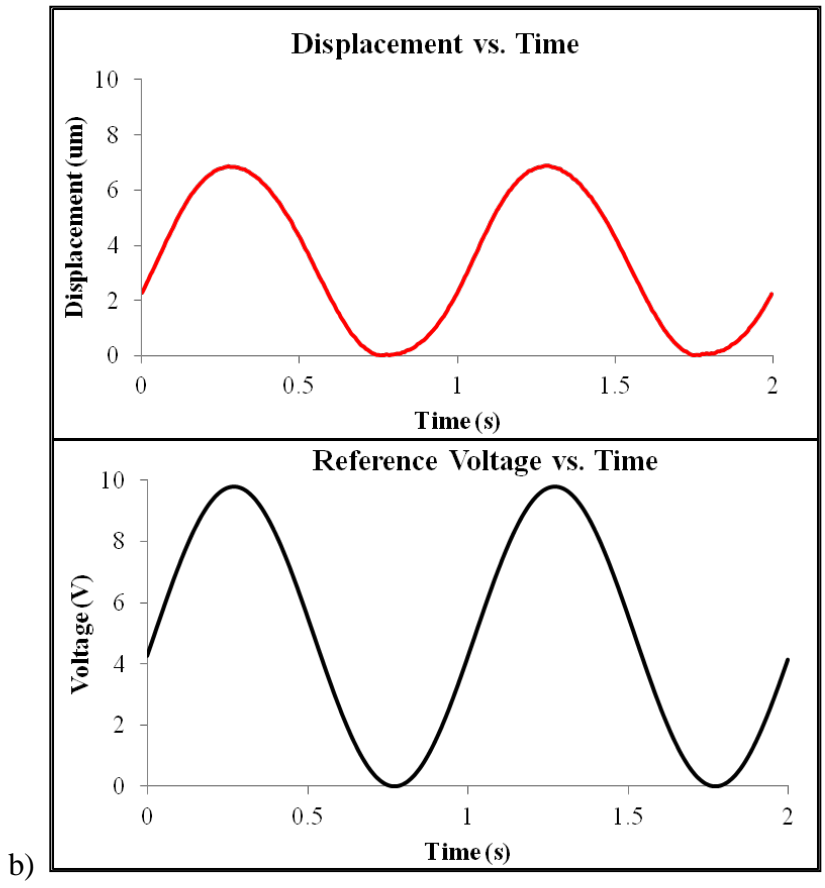 Displacement vs. Time
10
8
6
4
2
0
Displacement (um)
0 0.5 1 1.5 2
Time (s)
Reference Voltage vs. Time
10
8
6
4
2
0
Voltage (V)
0 0.5 1 1.5 2
Time (s)
b)